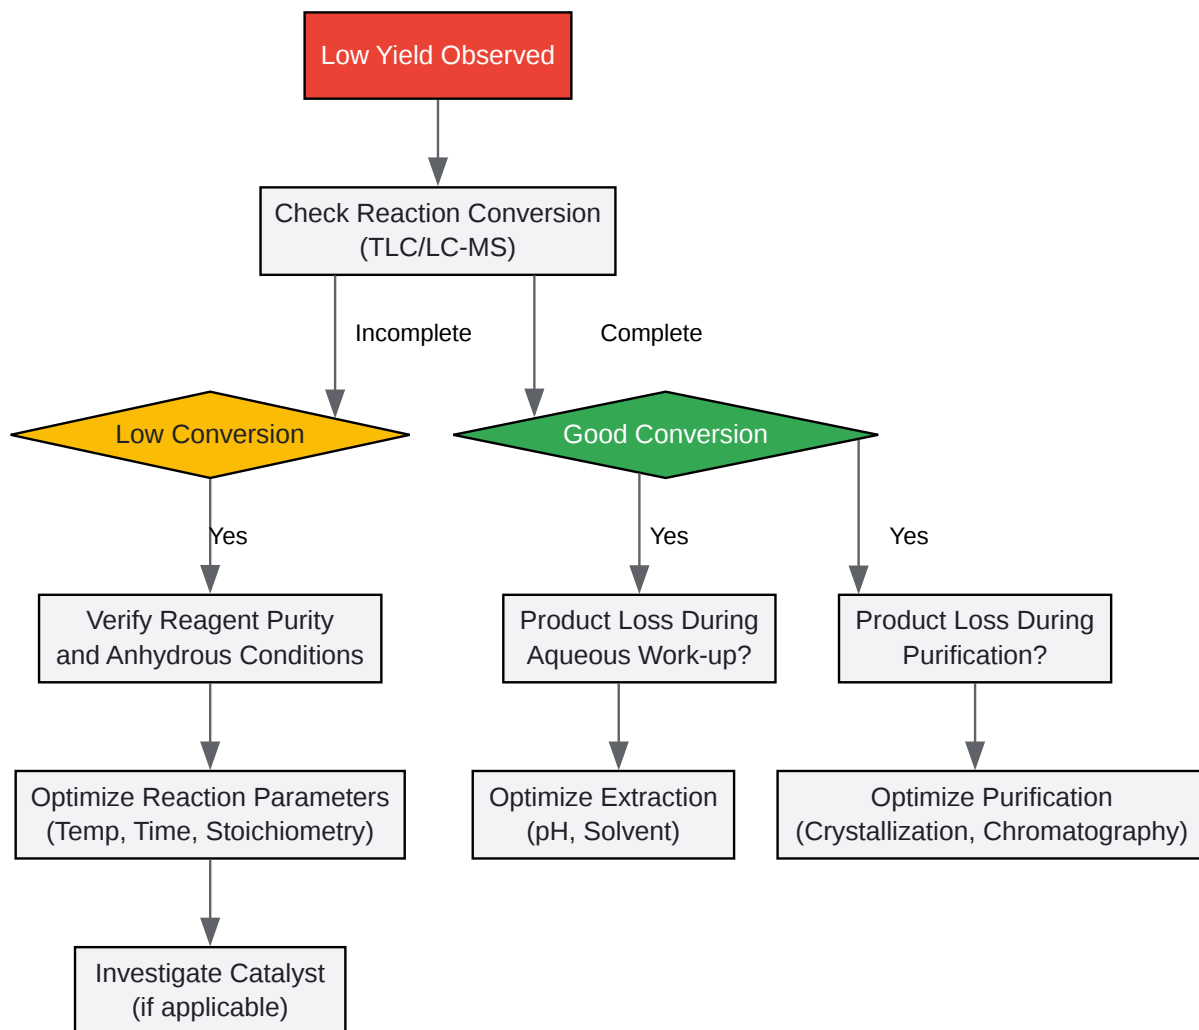 Low Yield Observed
Check Reaction Conversion
(TLC/LC-MS)
Incomplete
Complete
Low Conversion
Good Conversion
Yes
Yes
Yes
Verify Reagent Purity
and Anhydrous Conditions
Product Loss During
Aqueous Work-up?
Product Loss During
Purification?
Optimize Reaction Parameters
(Temp, Time, Stoichiometry)
Optimize Extraction
(pH, Solvent)
Optimize Purification
(Crystallization, Chromatography)
Investigate Catalyst
(if applicable)